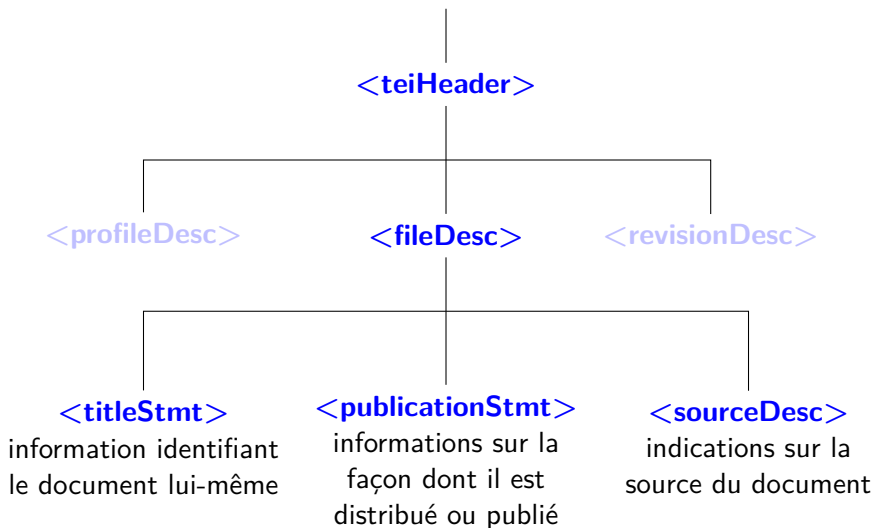 <teiHeader>
<profileDesc>
<fileDesc>
<revisionDesc>
<titleStmt>
information identifiant
le document lui-même
<publicationStmt>
informations sur la
façon dont il est
distribué ou publié
<sourceDesc>
indications sur la
source du document